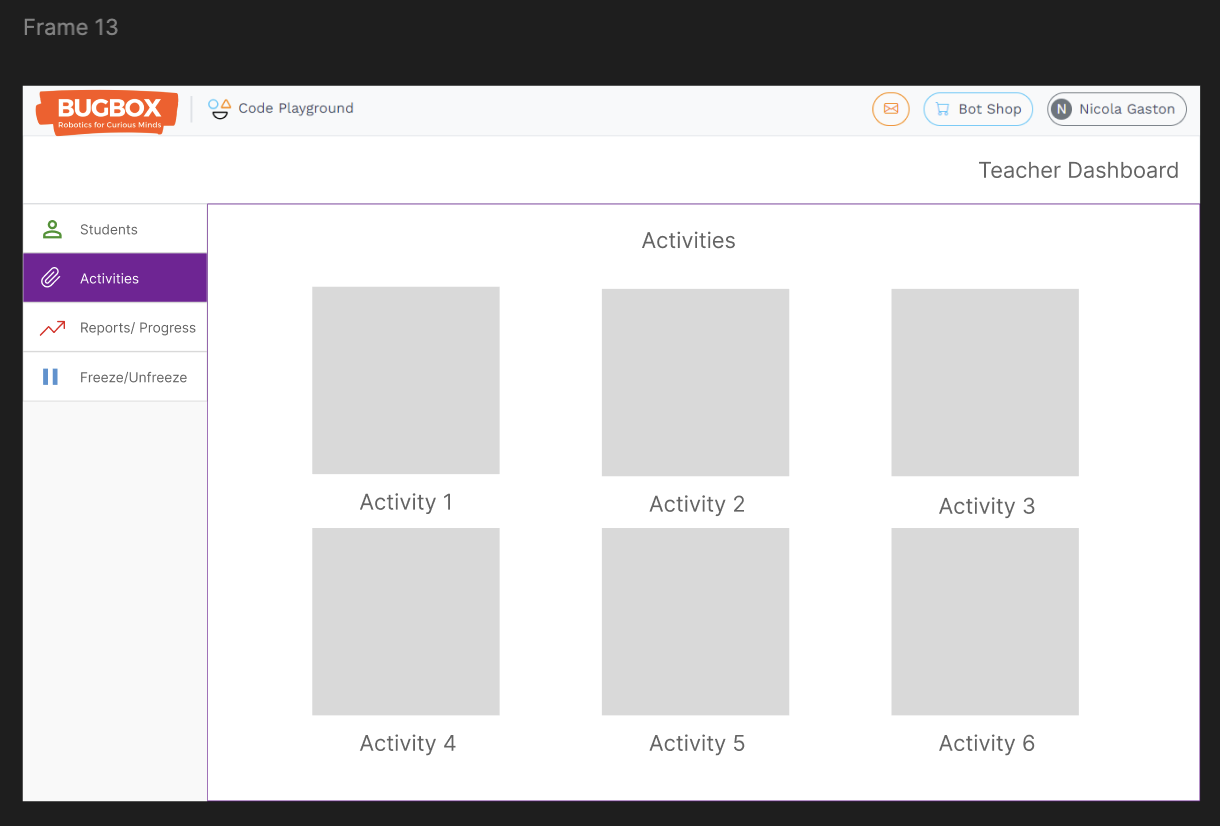 Frame 13
BUGBOX
Robotics for Curious Minds
Code Playground
Bot Shop
N
Nicola Gaston
Teacher Dashboard
Students
Activities
Reports/ Progress
Freeze/Unfreeze
Activities
Activity 1
Activity 2
Activity 3
Activity 4
Activity 5
Activity 6